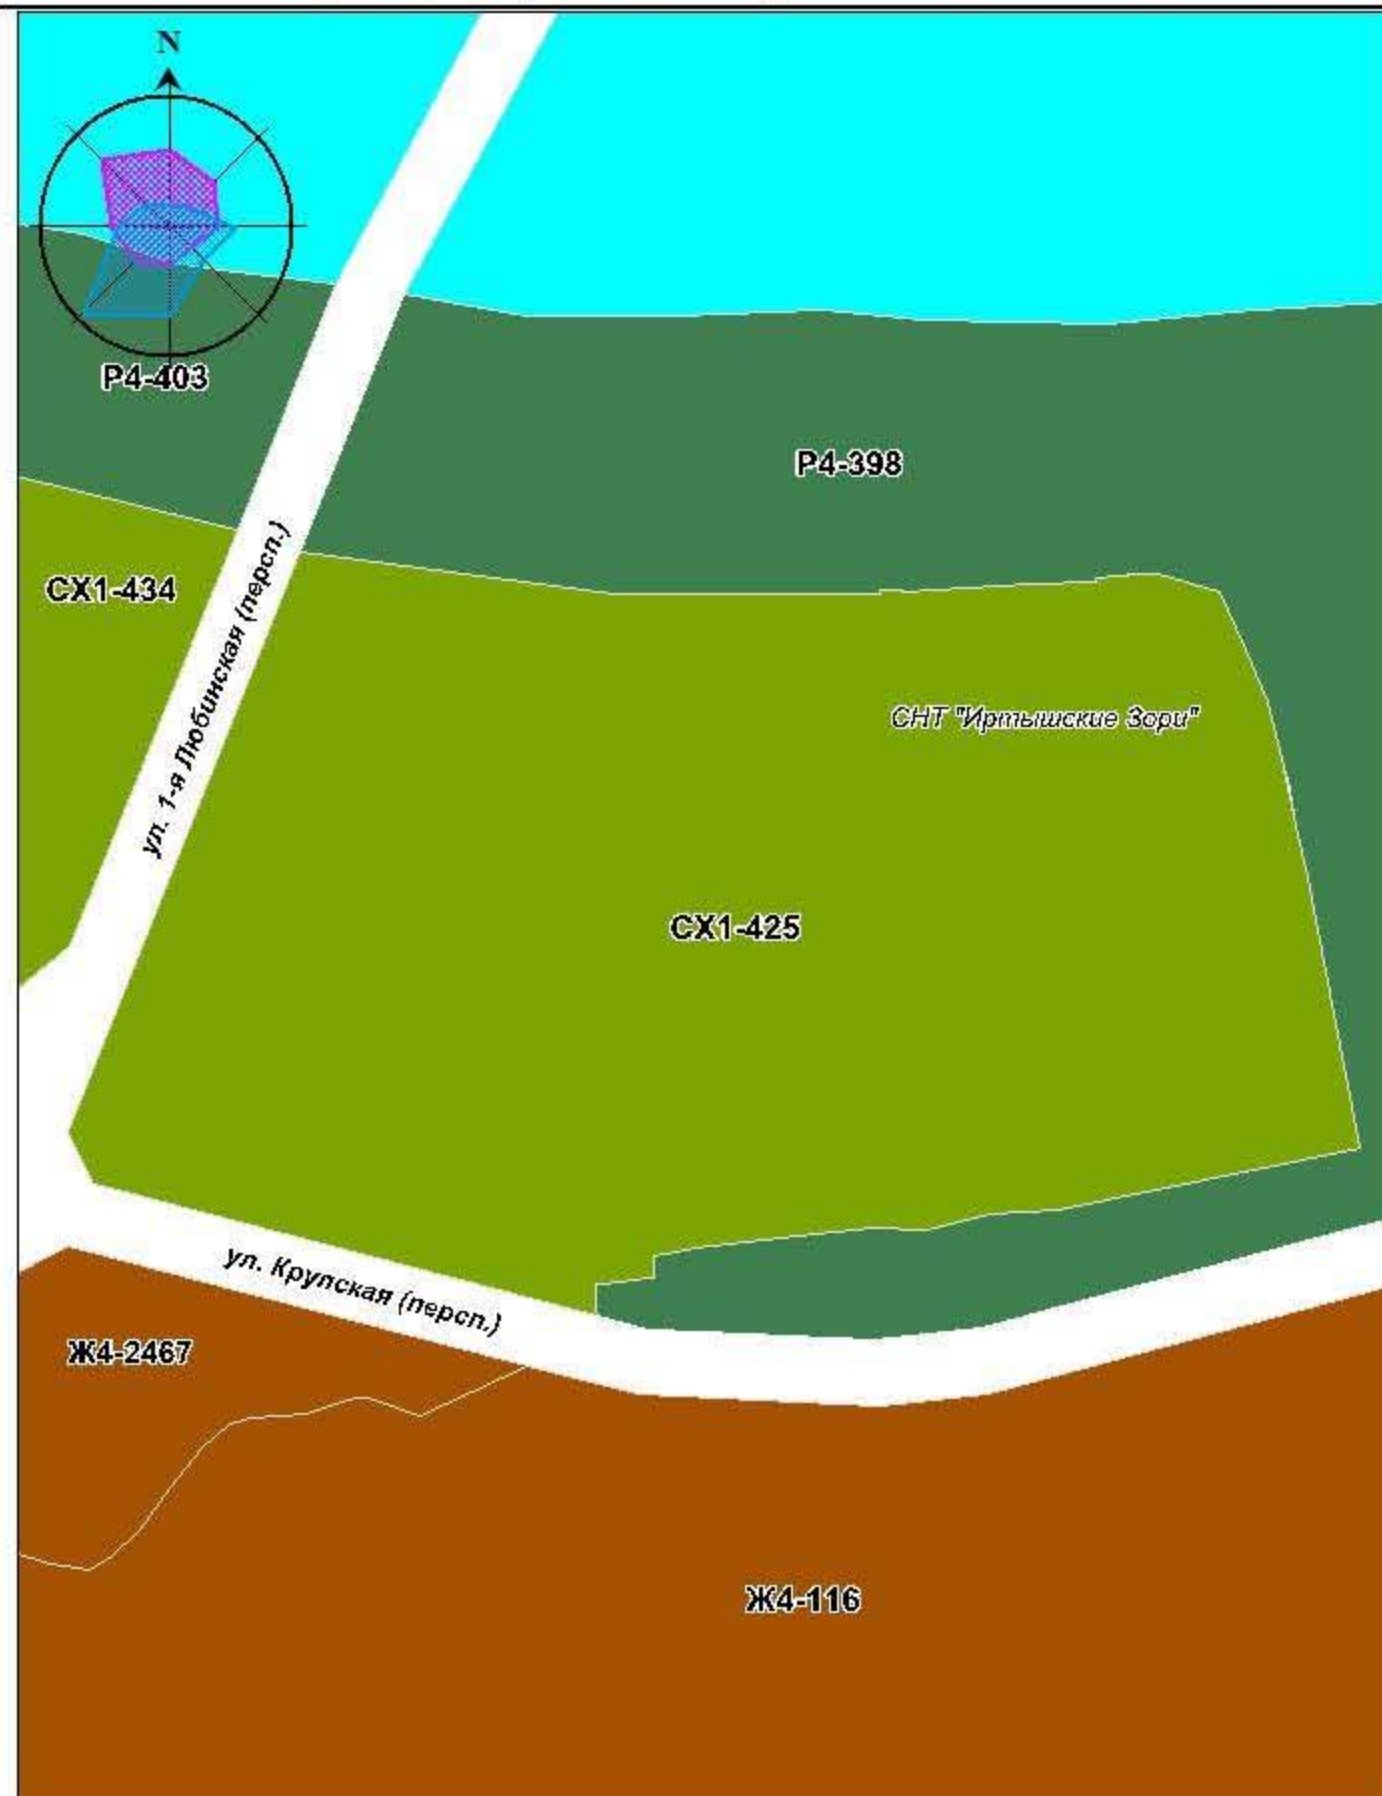 N
Р4-403
Р4-398
СХ1-434
ул. 1-я Любинская (персп.)
СНТ "Иртышские Зори"
СХ1-425
ул. Крупская (персп.)
Ж4-2467
Ж4-116